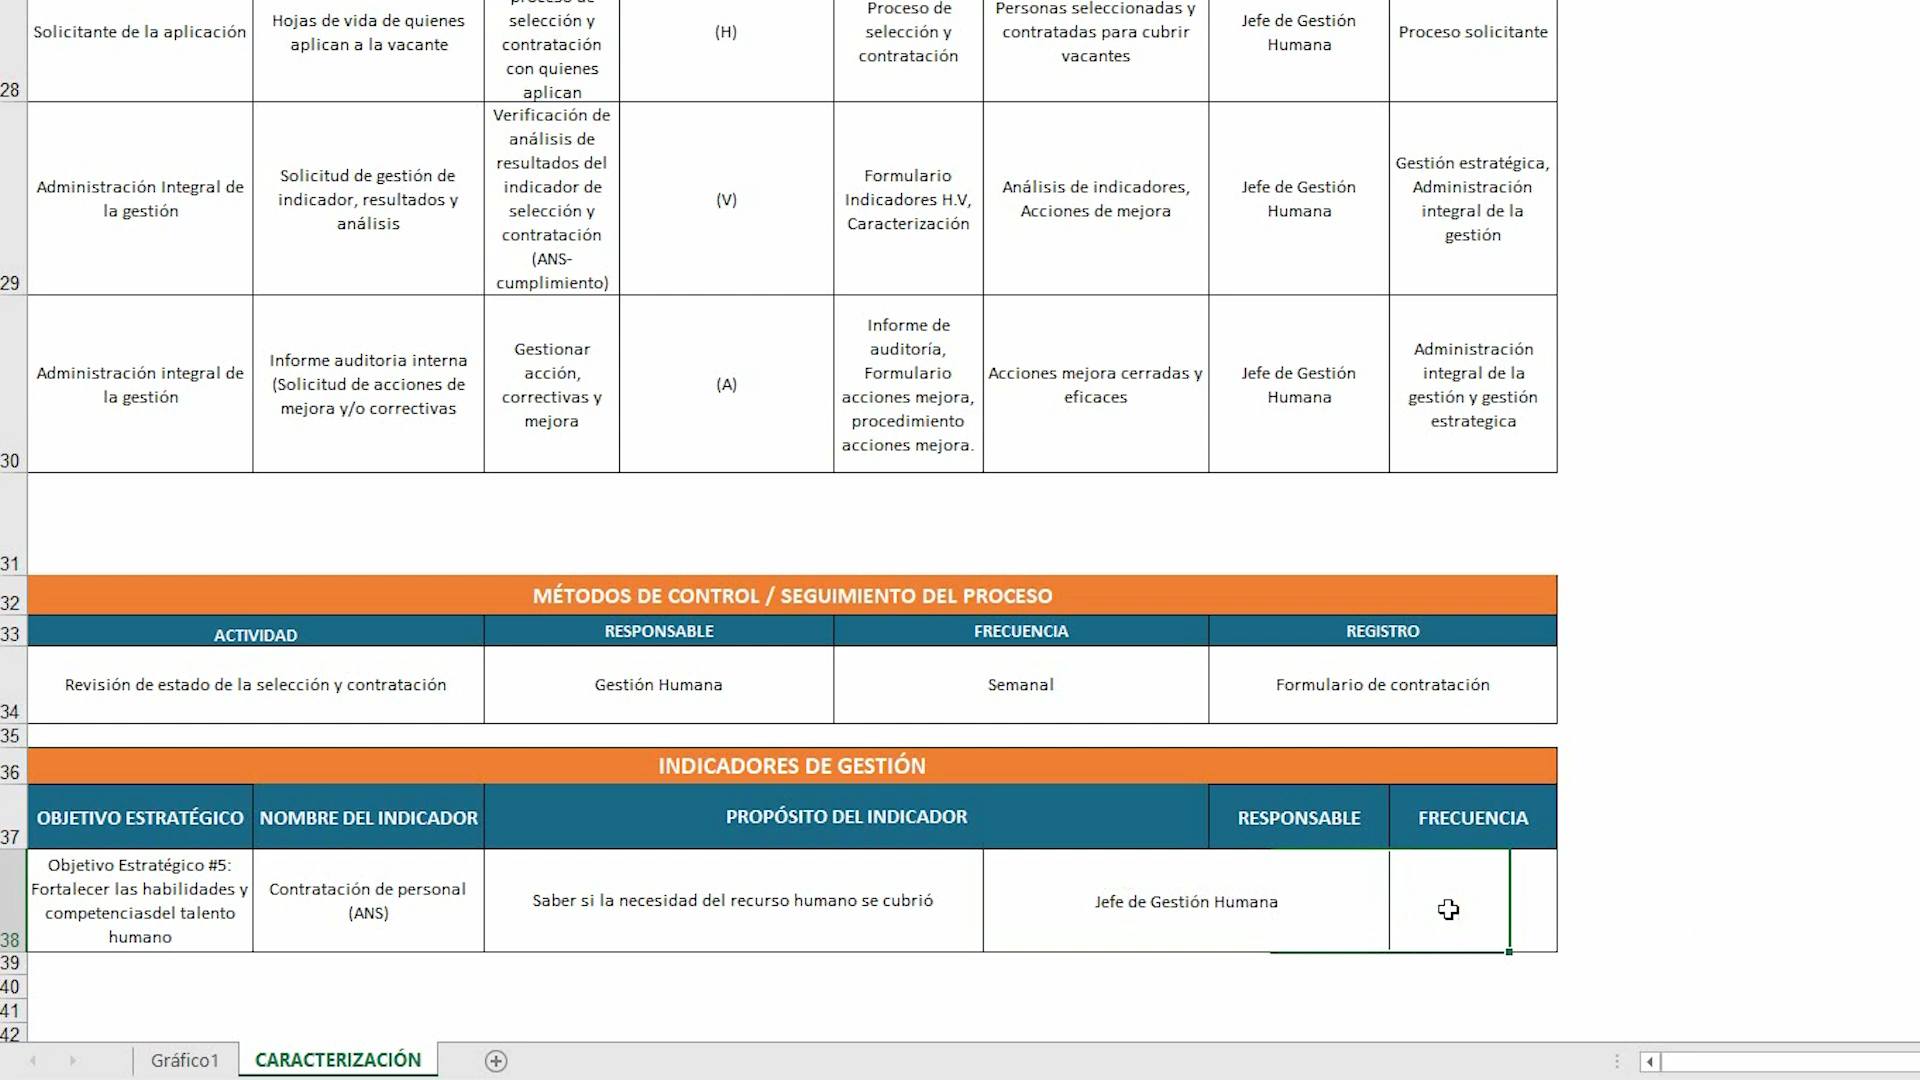 Solicitante de la aplicación
Hojas de vida de quienes
aplican a la vacante
proceso de
selección y
contratación
con quienes
aplican
(H)
Proceso de
selección y
contratación
Personas seleccionadas y
contratadas para cubrir
vacantes
Jefe de Gestión
Humana
Proceso solicitante
28
Administración Integral de
la gestión
Solicitud de gestión de
indicador, resultados y
análisis
Verificación de
análisis de
resultados del
indicador de
selección y
contratación
(ANS-
cumplimiento)
(V)
Formulario
Indicadores H.V,
Caracterización
Análisis de indicadores,
Acciones de mejora
Jefe de Gestión
Humana
Gestión estratégica,
Administración
integral de la
gestión
29
Administración integral de
la gestión
Informe auditoria interna
(Solicitud de acciones de
mejora y/o correctivas
Gestionar
acción,
correctivas y
mejora
(A)
Informe de
auditoría,
Formulario
acciones mejora,
procedimiento
acciones mejora.
Acciones mejora cerradas y
eficaces
Jefe de Gestión
Humana
Administración
integral de la
gestión y gestión
estrategica
30
31
MÉTODOS DE CONTROL / SEGUIMIENTO DEL PROCESO
32
ACTIVIDAD
RESPONSABLE
FRECUENCIA
REGISTRO
33
Revisión de estado de la selección y contratación
Gestión Humana
Semanal
Formulario de contratación
34
35
INDICADORES DE GESTIÓN
36
OBJETIVO ESTRATÉGICO
NOMBRE DEL INDICADOR
PROPÓSITO DEL INDICADOR
RESPONSABLE
FRECUENCIA
37
Objetivo Estratégico #5:
Fortalecer las habilidades y
competenciasdel talento
humano
Contratación de personal
(ANS)
Saber si la necesidad del recurso humano se cubrió
Jefe de Gestión Humana
38
39
40
41
42
Gráfico1
CARACTERIZACIÓN